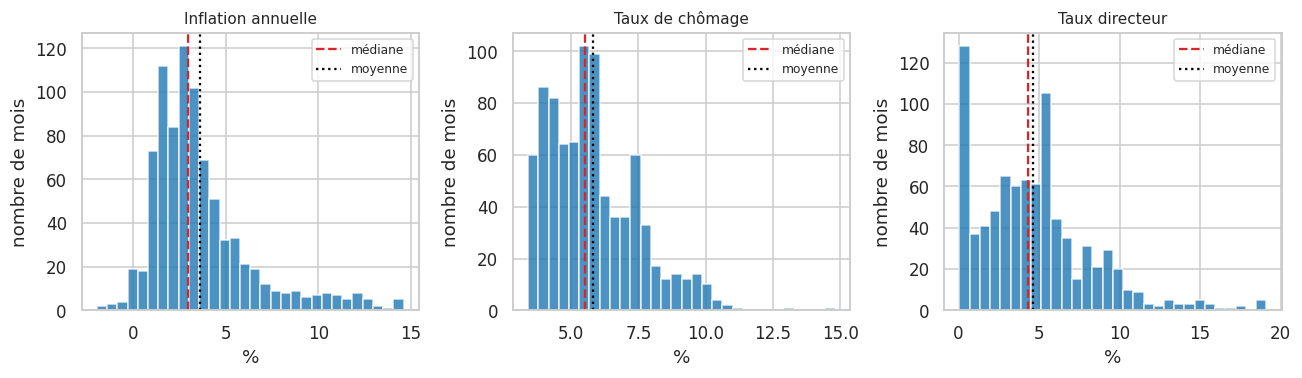 Inflation annuelle
nombre de mois
120
100
80
60
40
20
0
médiane
moyenne
0 5 10 15
%
Taux de chômage
nombre de mois
100
80
60
40
20
0
médiane
moyenne
5.0 7.5 10.0 12.5 15.0
%
Taux directeur
nombre de mois
120
100
80
60
40
20
0
médiane
moyenne
0 5 10 15 20
%